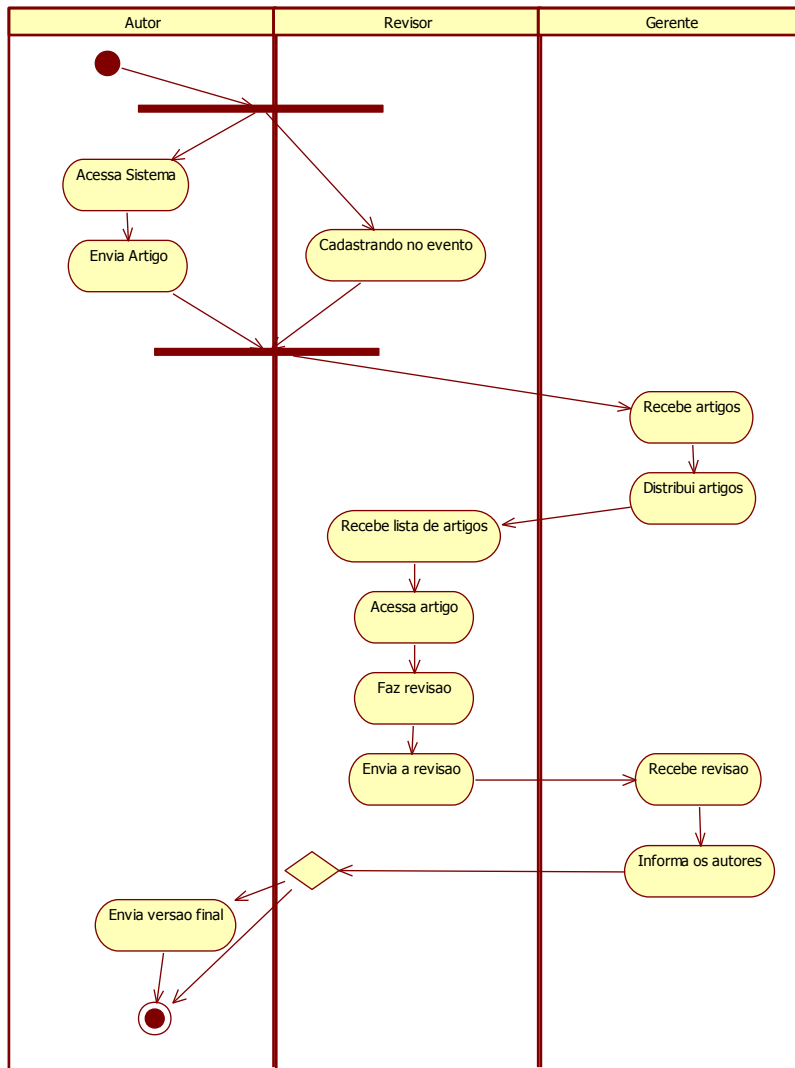 Autor
Revisor
Gerente
Acessa Sistema
Envia Artigo
Cadastrando no evento
Recebe artigos
Distribui artigos
Recebe lista de artigos
Acessa artigo
Faz revisao
Envia a revisao
Recebe revisao
Informa os autores
Envia versao final